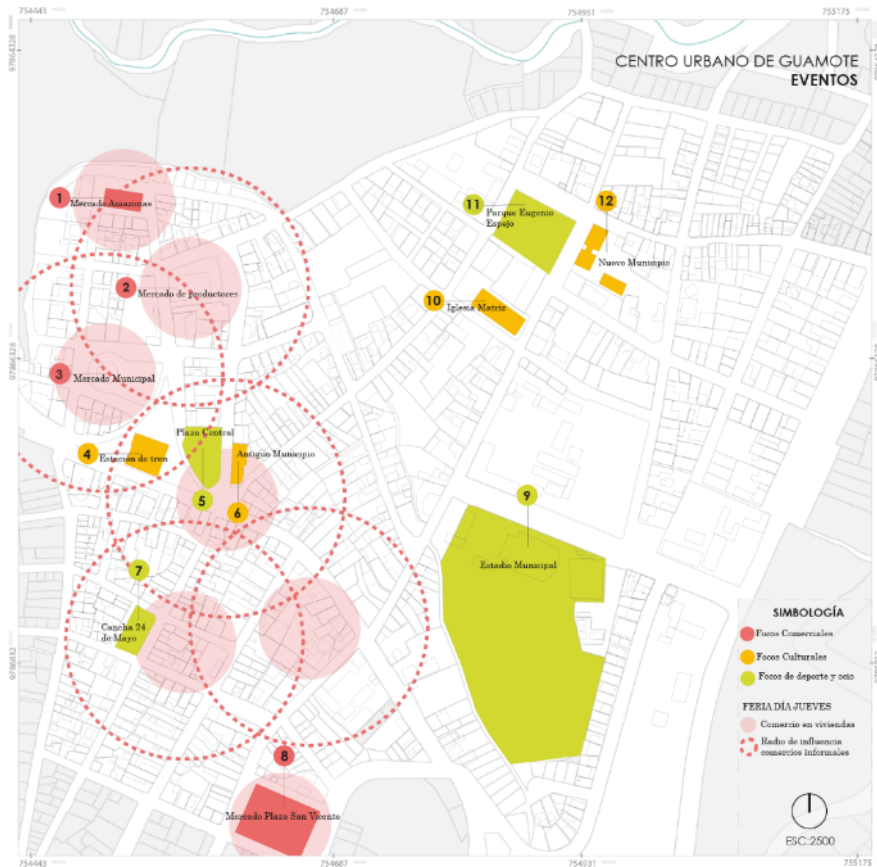 754443
754687
754931
755175
97864328
CENTRO URBANO DE GUAMOTE
EVENTOS
1
Mercado Amazonas
11
Parque Eugenio
Espejo
12
Nuevo Municipio
2
Mercado de productores
10
Iglesia Matriz
97866328
3
Mercado Municipal
Plaza Central
4
Estación de tren
Antiguo Municipio
5
6
9
Estadio Municipal
7
Cancha 24
de Mayo
SIMBOLOGÍA
Focos Comerciales
Focos Culturales
Focos de deporte y ocio
FERIA DÍA JUEVES
Comercio en viviendas
Radio de influencia
comercios informales
9786832
8
Mercado Plaza San Vicente
ESC:2500
754443
754687
754931
755175